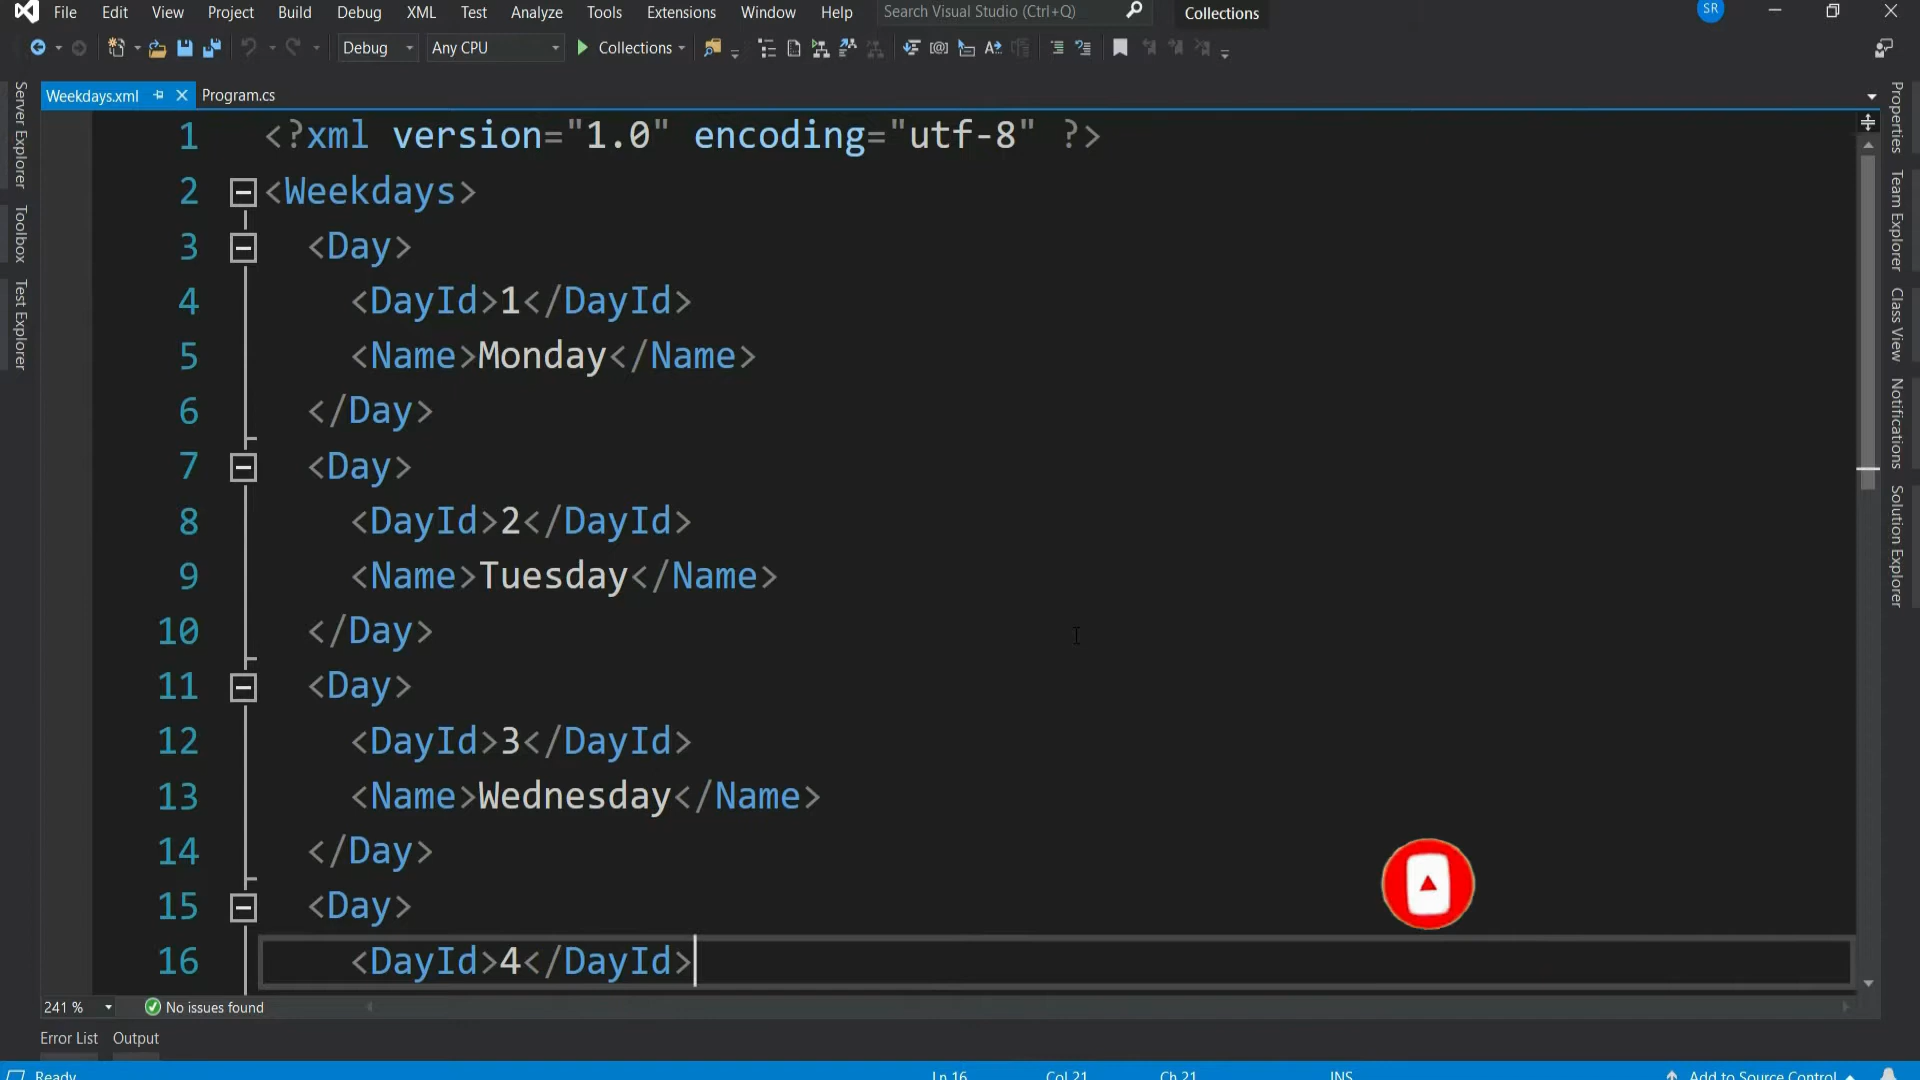 File Edit View Project Build Debug XML Test Analyze Tools Extensions Window Help Search Visual Studio (Ctrl+Q) Collections SR
Debug Any CPU Collections
Weekdays.xml Program.cs
Server Explorer
Toolbox
Test Explorer
1 <?xml version="1.0" encoding="utf-8" ?>
2 <Weekdays>
3 <Day>
4 <DayId>1</DayId>
5 <Name>Monday</Name>
6 </Day>
7 <Day>
8 <DayId>2</DayId>
9 <Name>Tuesday</Name>
10 </Day>
11 <Day>
12 <DayId>3</DayId>
13 <Name>Wednesday</Name>
14 </Day>
15 <Day>
16 <DayId>4</DayId>
Properties
Team Explorer
Class View
Notifications
Solution Explorer
241 % No issues found
Error List Output
Ready Ln 16 Col 21 Ch 21 INS Add to Source Control